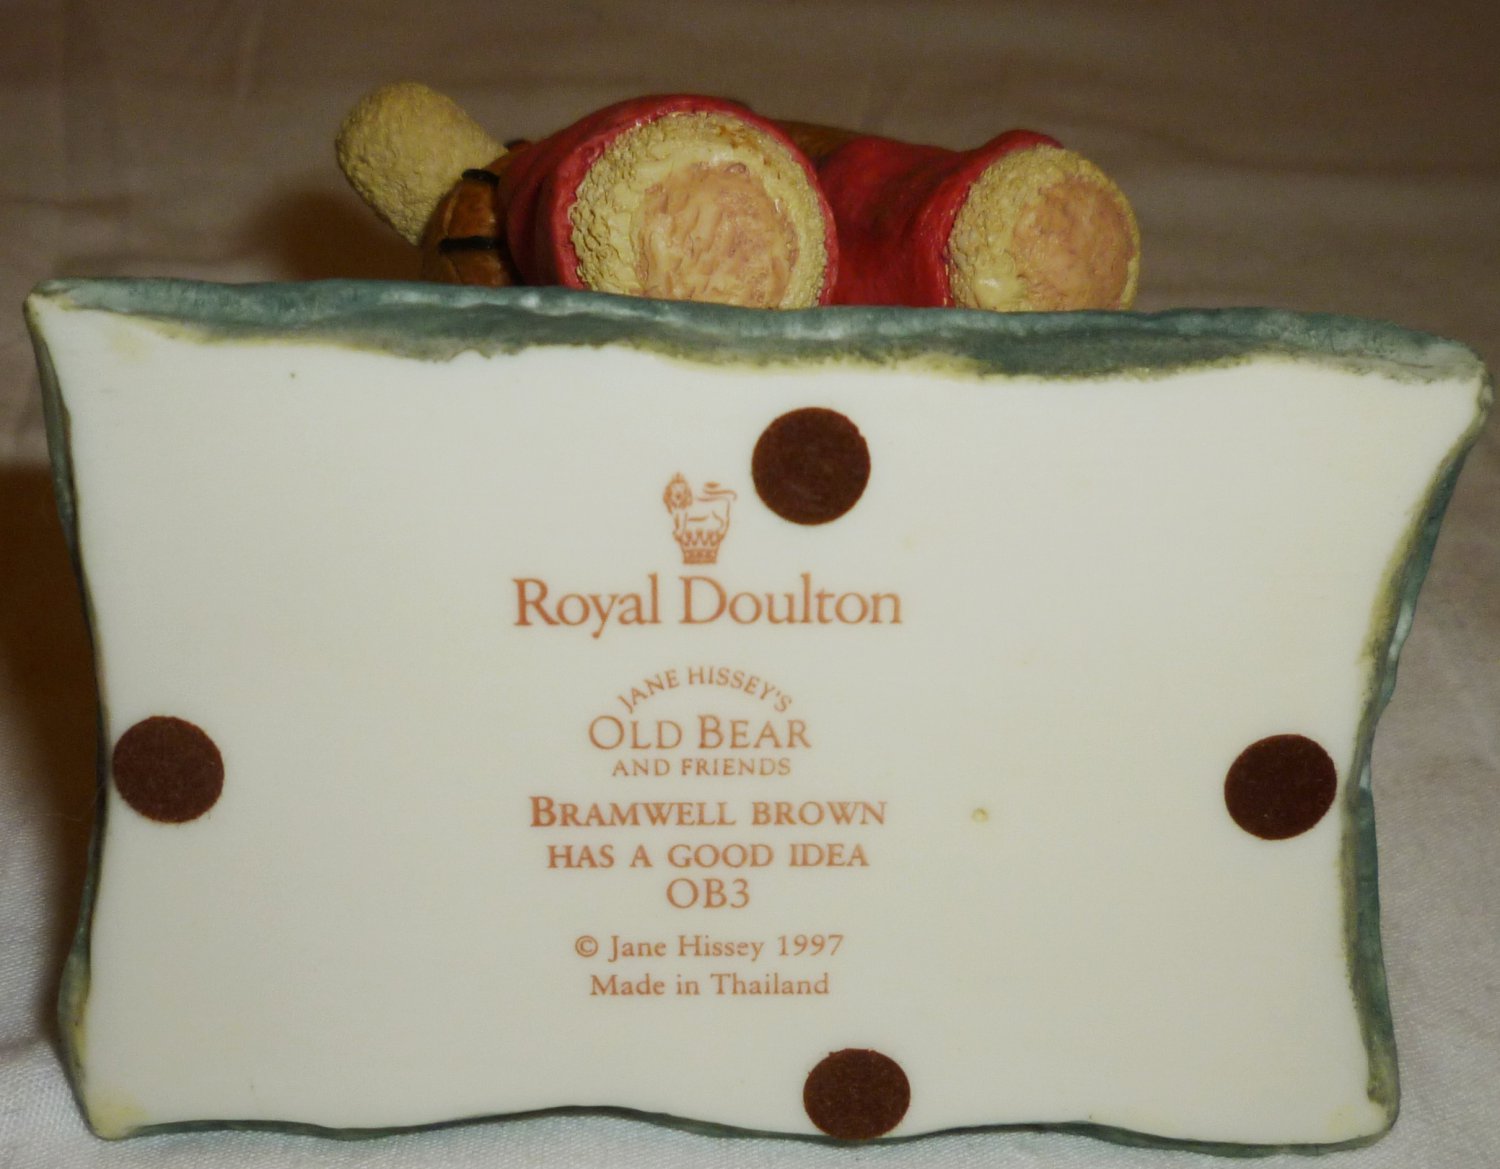 Royal Doulton
JANE HISSEY'S
OLD BEAR
AND FRIENDS
BRAMWELL BROWN
HAS A GOOD IDEA
OB3
© Jane Hissey 1997
Made in Thailand